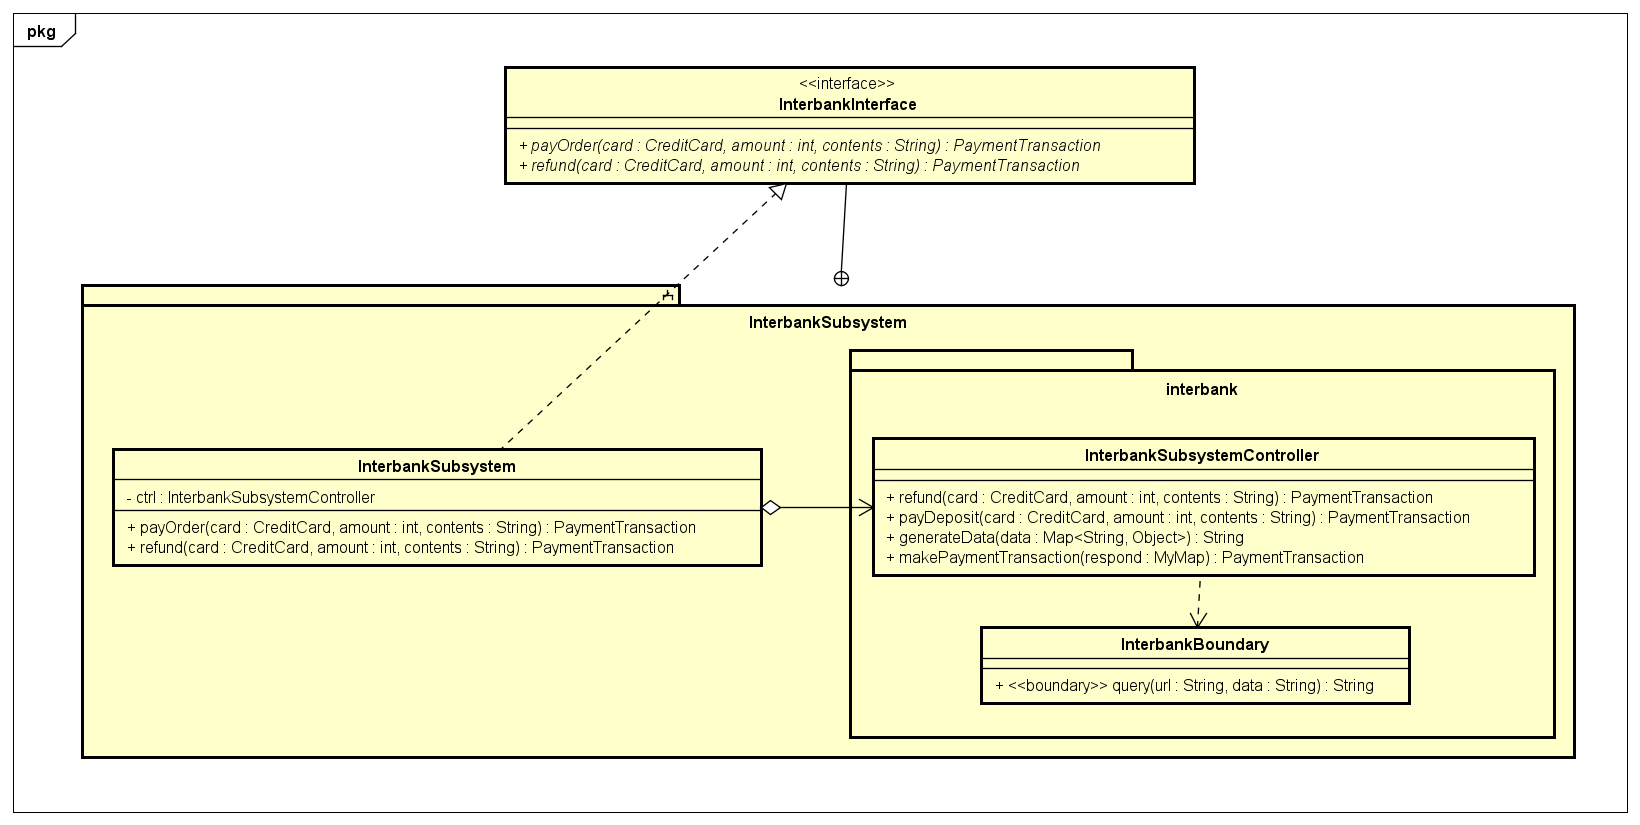 pkg
<<interface>>
InterbankInterface
+ payOrder(card : CreditCard, amount : int, contents : String) : PaymentTransaction
+ refund(card : CreditCard, amount : int, contents : String) : PaymentTransaction
InterbankSubsystem
interbank
InterbankSubsystem
- ctrl : InterbankSubsystemController
+ payOrder(card : CreditCard, amount : int, contents : String) : PaymentTransaction
+ refund(card : CreditCard, amount : int, contents : String) : PaymentTransaction
InterbankSubsystemController
+ refund(card : CreditCard, amount : int, contents : String) : PaymentTransaction
+ payDeposit(card : CreditCard, amount : int, contents : String) : PaymentTransaction
+ generateData(data : Map<String, Object>) : String
+ makePaymentTransaction(respond : MyMap) : PaymentTransaction
InterbankBoundary
+ <<boundary>> query(url : String, data : String) : String